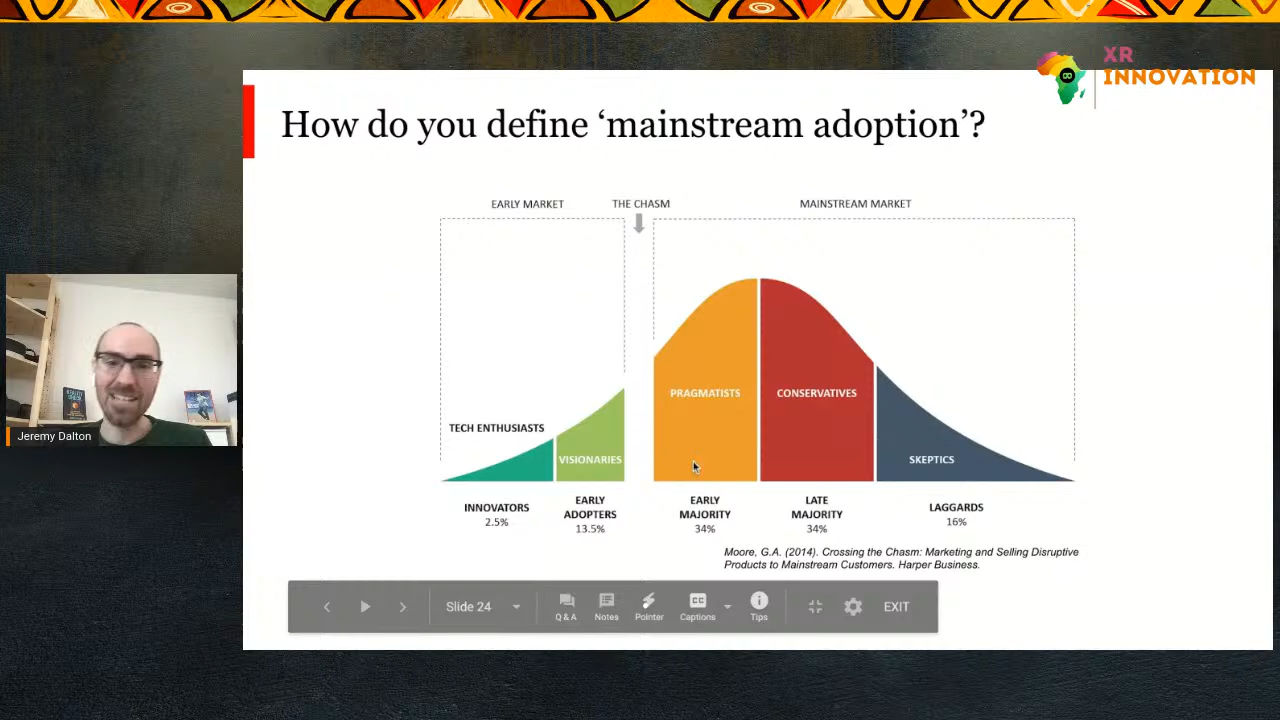 XR
INNOVATION
How do you define ‘mainstream adoption’?
EARLY MARKET
THE CHASM
MAINSTREAM MARKET
TECH ENTHUSIASTS
VISIONARIES
PRAGMATISTS
CONSERVATIVES
SKEPTICS
INNOVATORS
2.5%
EARLY
ADOPTERS
13.5%
EARLY
MAJORITY
34%
LATE
MAJORITY
34%
LAGGARDS
16%
Moore, G.A. (2014). Crossing the Chasm: Marketing and Selling Disruptive
Products to Mainstream Customers. Harper Business.
Jeremy Dalton
Slide 24
Q & A
Notes
Pointer
CC
Captions
Tips
EXIT